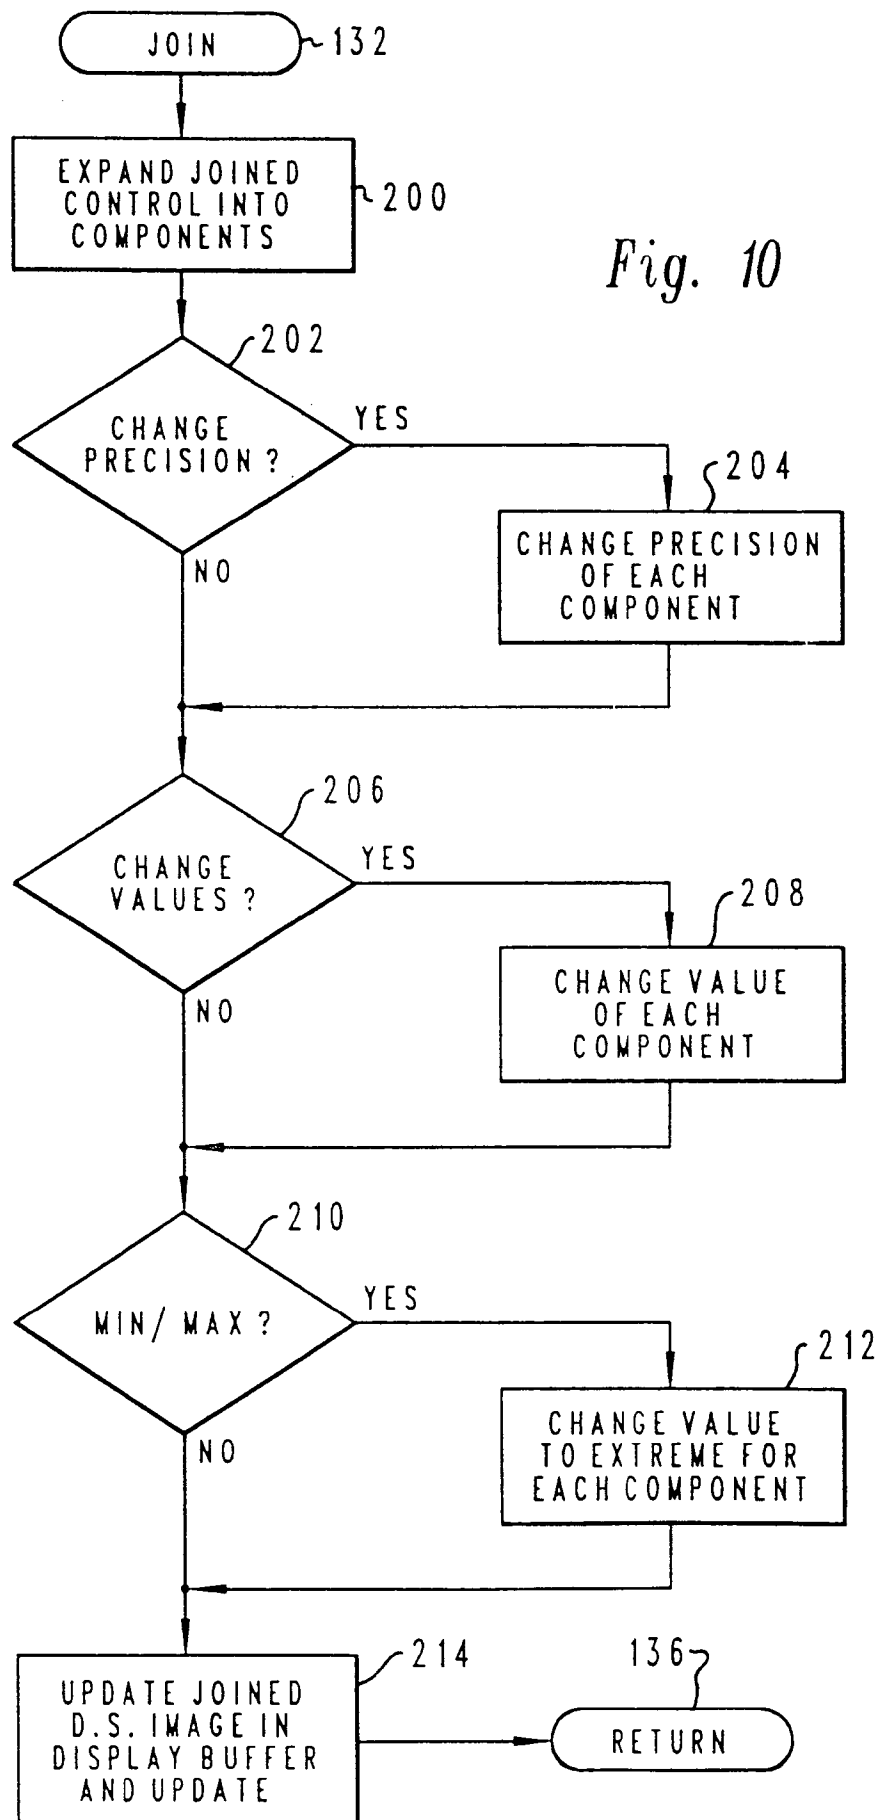 JOIN
132
EXPAND JOINED
CONTROL INTO
COMPONENTS
200
Fig. 10
202
CHANGE
PRECISION ?
YES
NO
204
CHANGE PRECISION
OF EACH
COMPONENT
206
CHANGE
VALUES ?
YES
NO
208
CHANGE VALUE
OF EACH
COMPONENT
210
MIN/ MAX ?
YES
NO
212
CHANGE VALUE
TO EXTREME FOR
EACH COMPONENT
214
UPDATE JOINED
D.S. IMAGE IN
DISPLAY BUFFER
AND UPDATE
136
RETURN